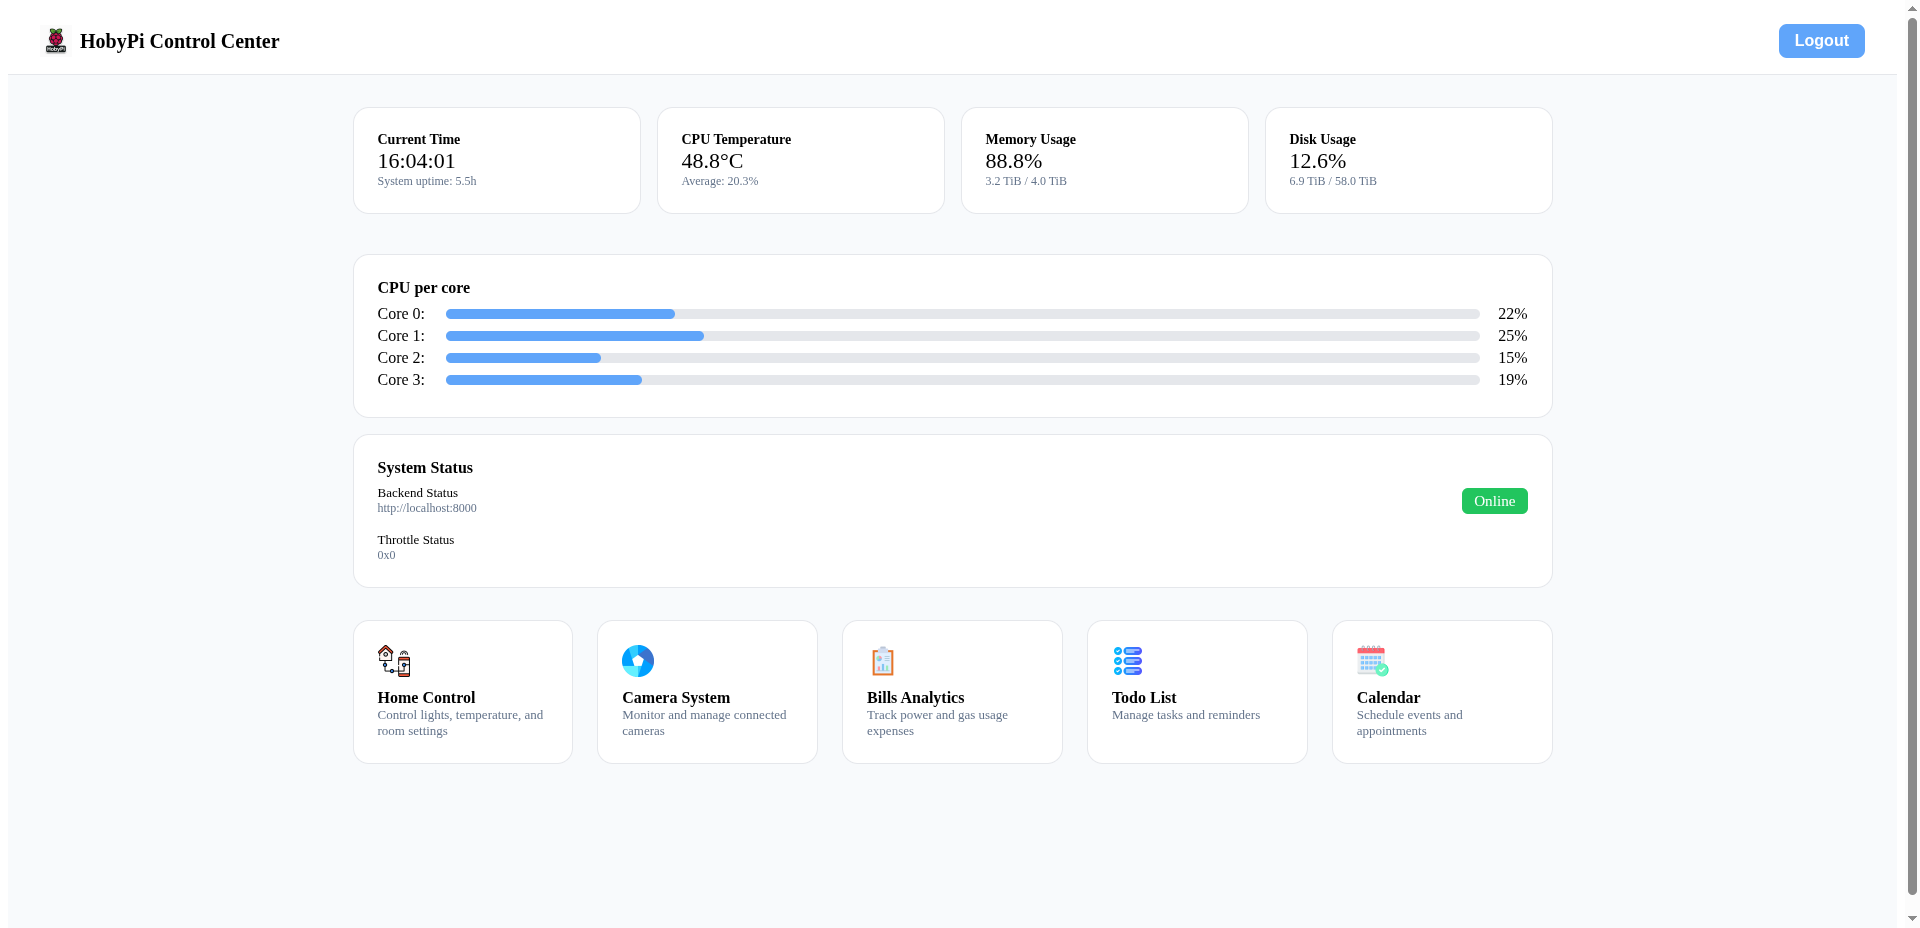 HobyPi
HobyPi Control Center
Logout
Current Time
16:04:01
System uptime: 5.5h
CPU Temperature
48.8°C
Average: 20.3%
Memory Usage
88.8%
3.2 TiB / 4.0 TiB
Disk Usage
12.6%
6.9 TiB / 58.0 TiB
CPU per core
Core 0: 22%
Core 1: 25%
Core 2: 15%
Core 3: 19%
System Status
Backend Status
http://localhost:8000
Online
Throttle Status
0x0
Home Control
Control lights, temperature, and
room settings
Camera System
Monitor and manage connected
cameras
Bills Analytics
Track power and gas usage
expenses
Todo List
Manage tasks and reminders
Calendar
Schedule events and
appointments